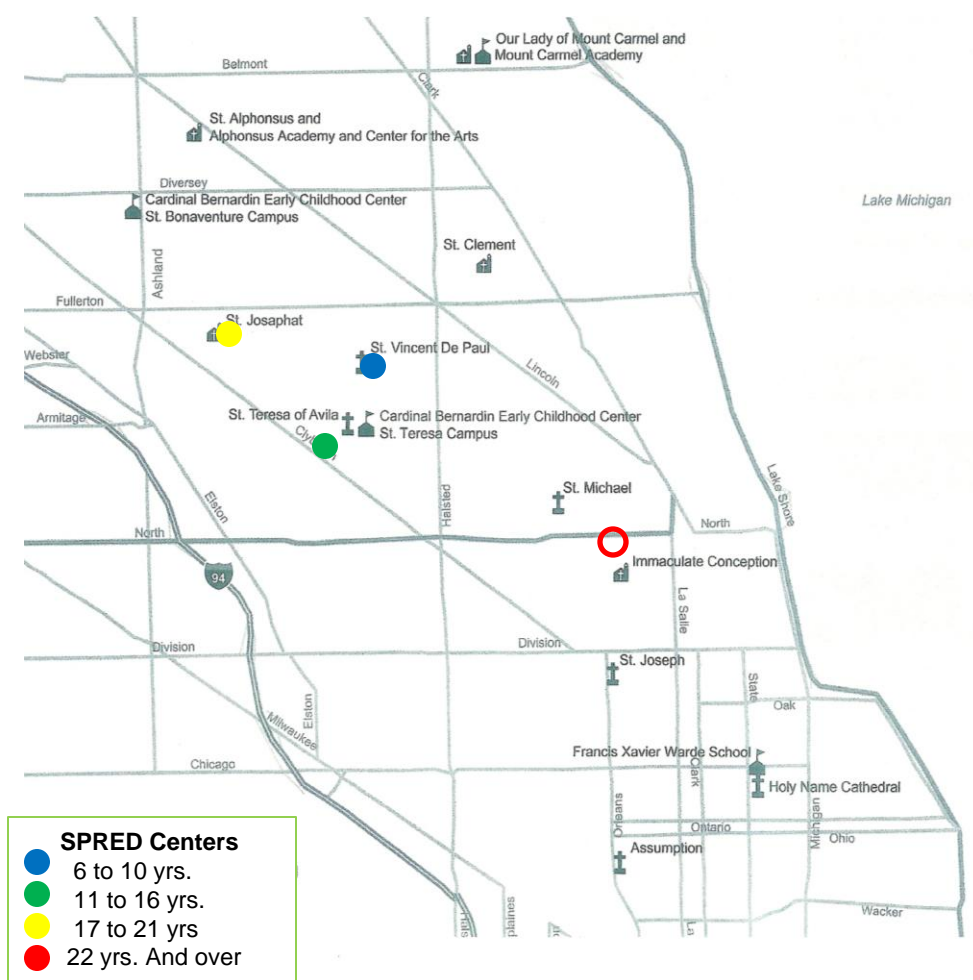 Our Lady of Mount Carmel and
Mount Carmel Academy
Belmont
Clark
St. Alphonsus and
Alphonsus Academy and Center for the Arts
Diversey
Cardinal Bernardin Early Childhood Center
St. Bonaventure Campus
Lake Michigan
St. Clement
Ashland
Fullerton
St. Josaphat
Webster
St. Vincent De Paul
Lincoln
Armitage
St. Teresa of Avila
Cardinal Bernardin Early Childhood Center
St. Teresa Campus
Elston
Halsted
St. Michael
Lake Shore
North
North
Immaculate Conception
94
La Salle
Division
Division
St. Joseph
State
Oak
Elston
Milwaukee
Chicago
Francis Xavier Warde School
Clark
Holy Name Cathedral
Orleans
Ontario
Michigan
Ohio
Assumption
Wacker
plaines
La
SPRED Centers
6 to 10 yrs.
11 to 16 yrs.
17 to 21 yrs
22 yrs. And over